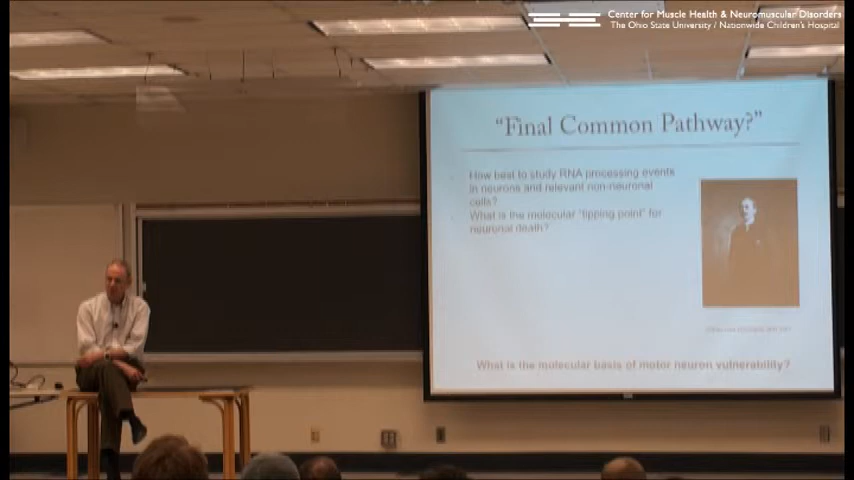 Center for Muscle Health & Neuromuscular Disorders
The Ohio State University / Nationwide Children's Hospital
"Final Common Pathway?"
How best to study RNA processing events
in neurons and relevant non-neuronal
cells?
What is the molecular "tipping point" for
neuronal death?
What is the molecular basis of motor neuron vulnerability?